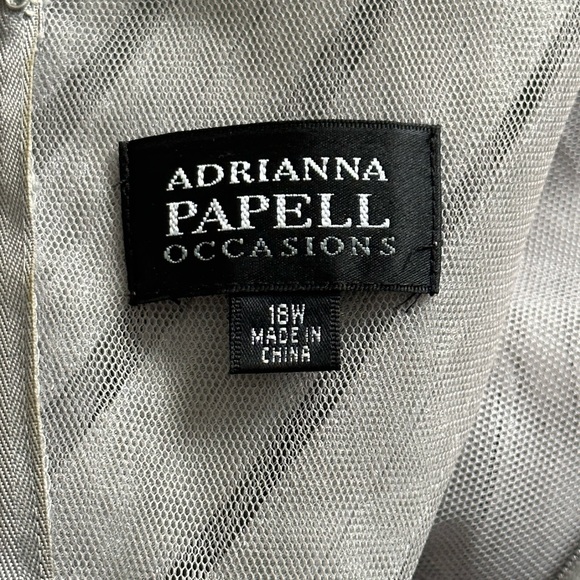 ADRIANNA
PAPELL
OCCASIONS
18W
MADE IN
CHINA